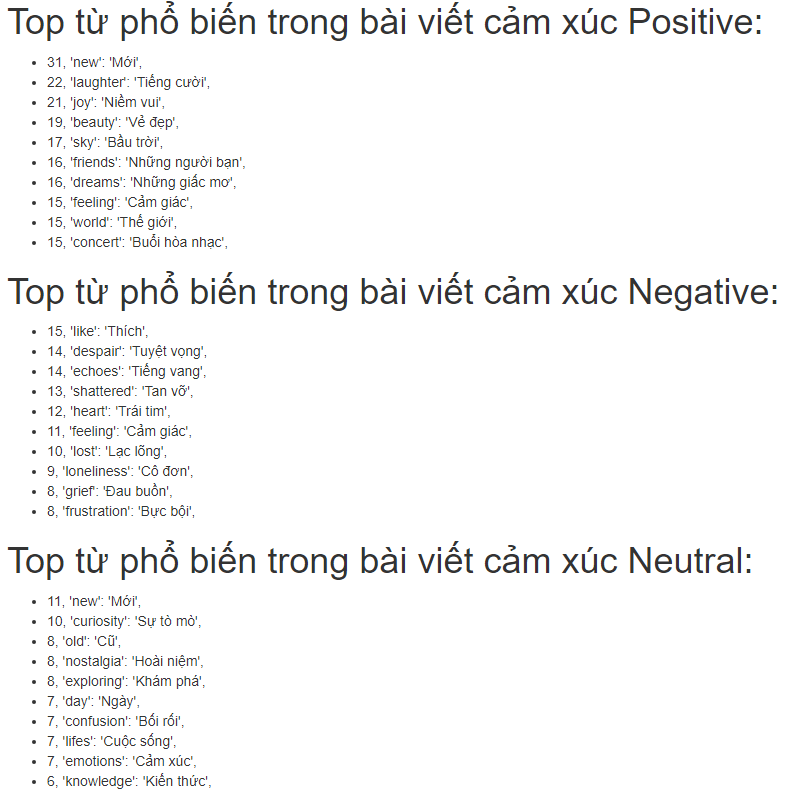 Top từ phổ biến trong bài viết cảm xúc Positive:
31, 'new': 'Mới',
22, 'laughter': 'Tiếng cười',
21, 'joy': 'Niềm vui',
19, 'beauty': 'Vẻ đẹp',
17, 'sky': 'Bầu trời',
16, 'friends': 'Những người bạn',
16, 'dreams': 'Những giấc mơ',
15, 'feeling': 'Cảm giác',
15, 'world': 'Thế giới',
15, 'concert': 'Buổi hòa nhạc',
Top từ phổ biến trong bài viết cảm xúc Negative:
15, 'like': 'Thích',
14, 'despair': 'Tuyệt vọng',
14, 'echoes': 'Tiếng vang',
13, 'shattered': 'Tan vỡ',
12, 'heart': 'Trái tim',
11, 'feeling': 'Cảm giác',
10, 'lost': 'Lạc lõng',
9, 'loneliness': 'Cô đơn',
8, 'grief': 'Đau buồn',
8, 'frustration': 'Bực bội',
Top từ phổ biến trong bài viết cảm xúc Neutral:
11, 'new': 'Mới',
10, 'curiosity': 'Sự tò mò',
8, 'old': 'Cũ',
8, 'nostalgia': 'Hoài niệm',
8, 'exploring': 'Khám phá',
7, 'day': 'Ngày',
7, 'confusion': 'Bối rối',
7, 'lifes': 'Cuộc sống',
7, 'emotions': 'Cảm xúc',
6, 'knowledge': 'Kiến thức',